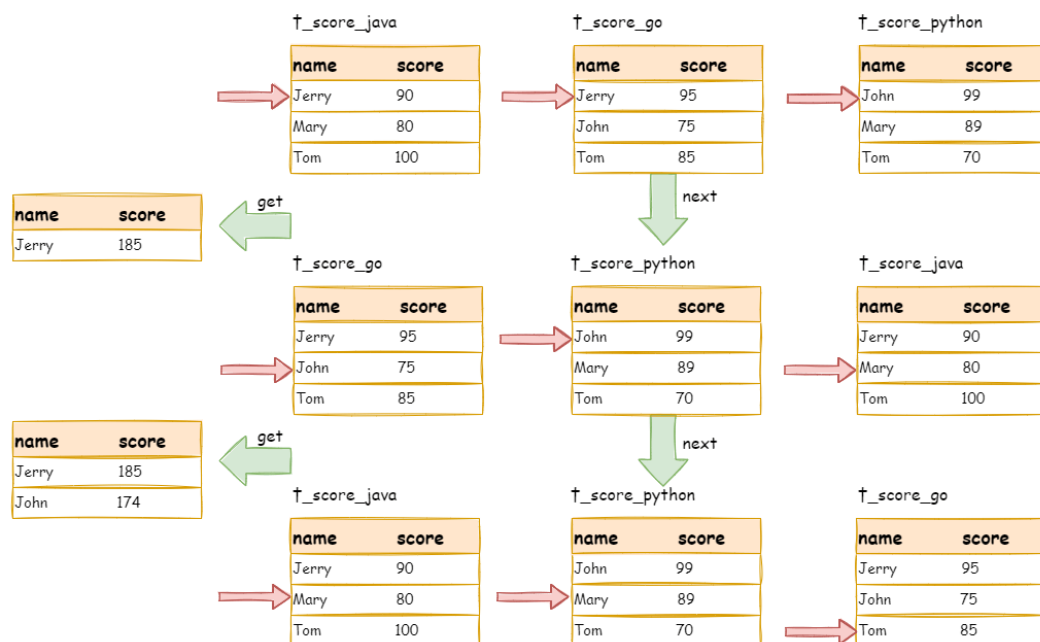 t_score_java t_score_go t_score_python
name score name score name score
Jerry 90 Jerry 95 John 99
Mary 80 John 75 Mary 89
Tom 100 Tom 85 Tom 70
get next
name score
Jerry 185
t_score_go t_score_python t_score_java
name score name score name score
Jerry 95 John 99 Jerry 90
John 75 Mary 89 Mary 80
Tom 85 Tom 70 Tom 100
get next
name score
Jerry 185
John 174
t_score_java t_score_python t_score_go
name score name score name score
Jerry 90 John 99 Jerry 95
Mary 80 Mary 89 John 75
Tom 100 Tom 70 Tom 85